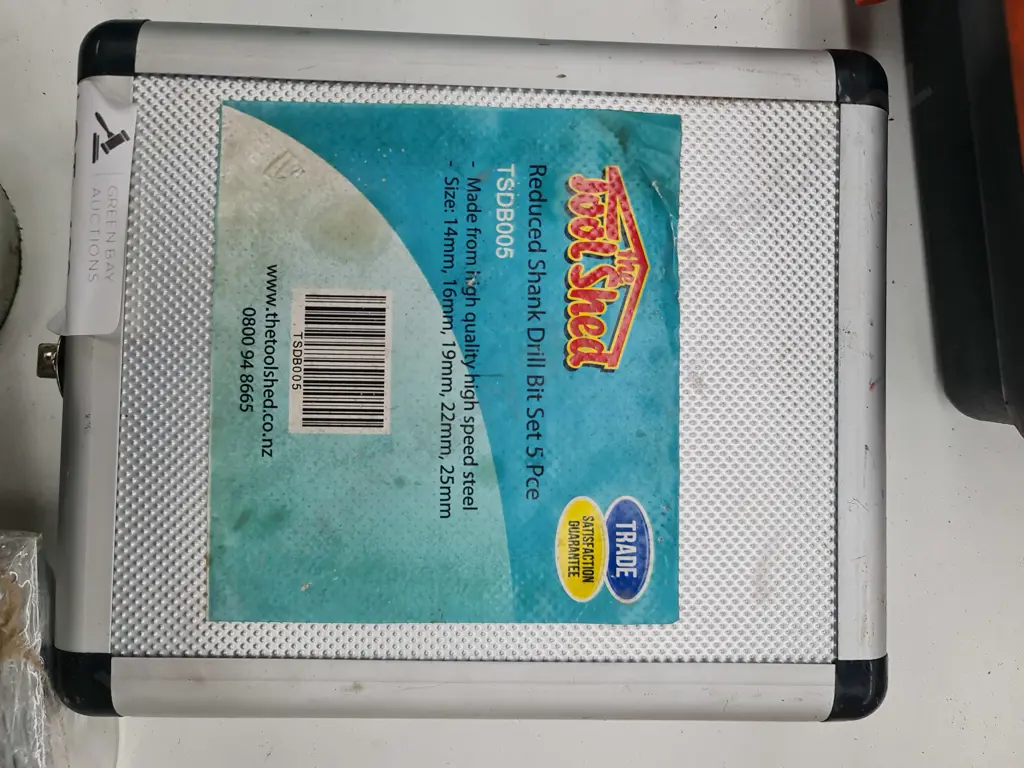 The
Tool Shed
TRADE
SATISFACTION
GUARANTEE
Reduced Shank Drill Bit Set 5 Pce
TSDB005
- Made from high quality high speed steel
- Size: 14mm, 16mm, 19mm, 22mm, 25mm
TSDB005
www.thetoolshed.co.nz
0800 94 8665
GREEN BAY
AUCTIONS